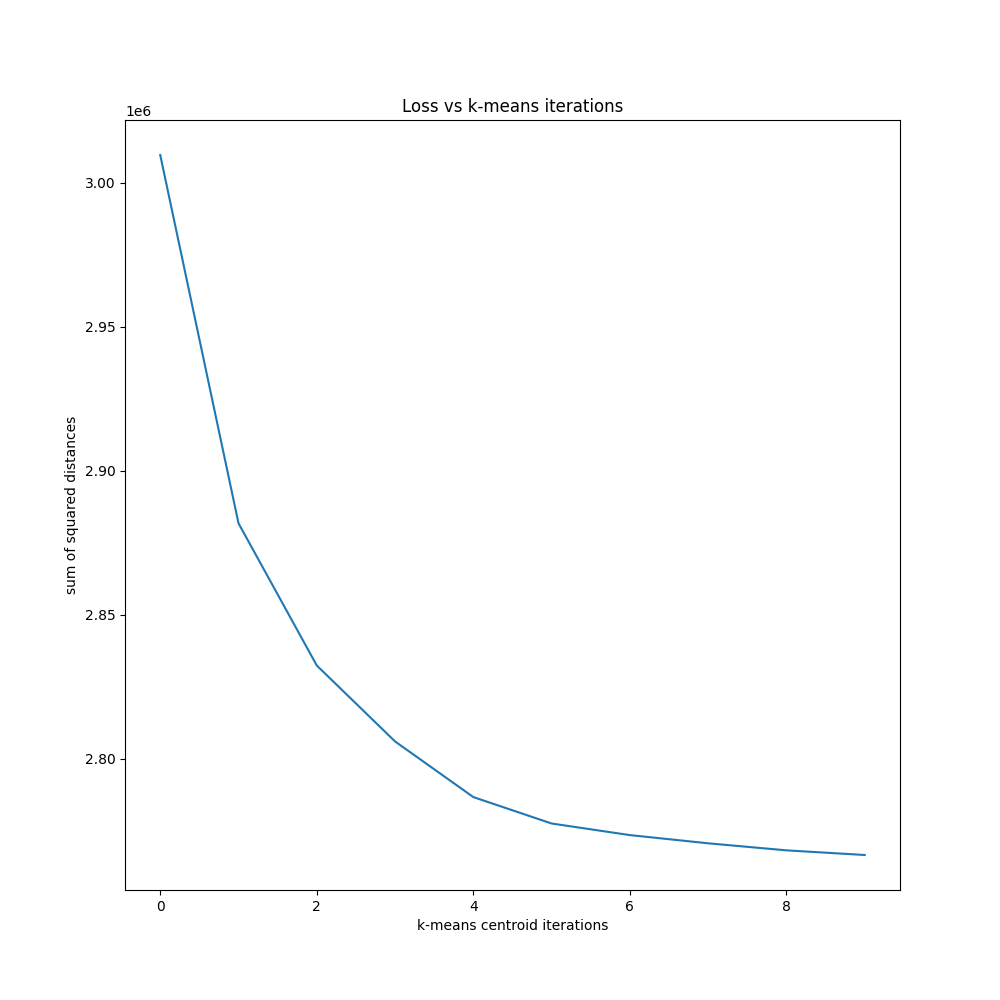 Loss vs k-means iterations
1e6
3.00
2.95
2.90
2.85
2.80
sum of squared distances
0 2 4 6 8
k-means centroid iterations